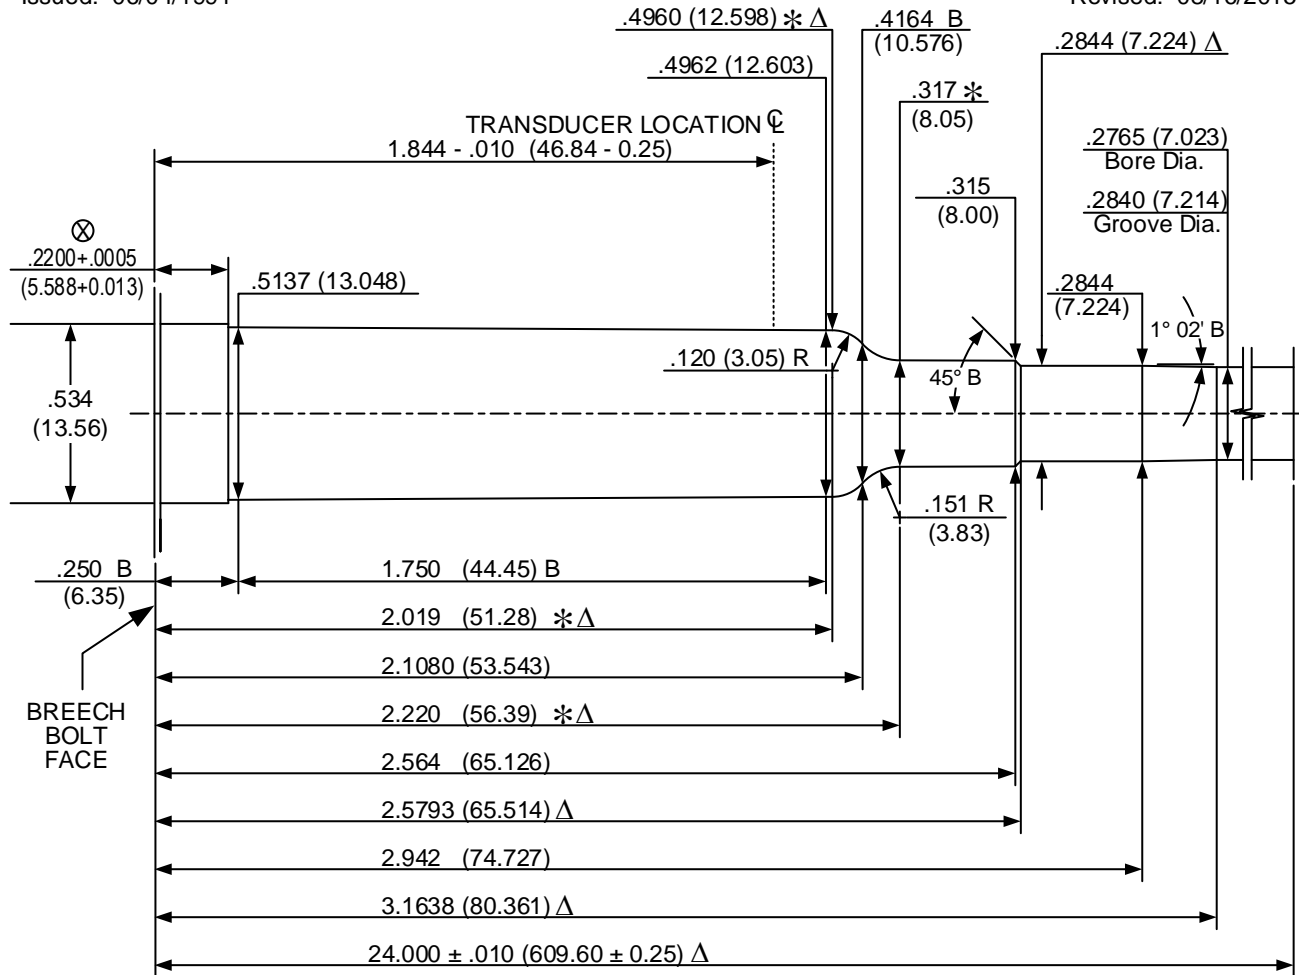 .4960 (12.598) * Δ
.4164 B
(10.576)
.2844 (7.224) Δ
.4962 (12.603)
.317 *
(8.05)
TRANSDUCER LOCATION ℄
1.844 - .010 (46.84 - 0.25)
.2765 (7.023)
Bore Dia.
.315
(8.00)
.2840 (7.214)
Groove Dia.
ⓧ
.2200+.0005
(5.588+0.013)
.5137 (13.048)
.2844
(7.224)
1° 02' B
.120 (3.05) R
45° B
.534
(13.56)
.151 R
(3.83)
.250 B
(6.35)
1.750 (44.45) B
2.019 (51.28) *Δ
2.1080 (53.543)
BREECH
BOLT
FACE
2.220 (56.39) *Δ
2.564 (65.126)
2.5793 (65.514) Δ
2.942 (74.727)
3.1638 (80.361) Δ
24.000 ± .010 (609.60 ± 0.25) Δ